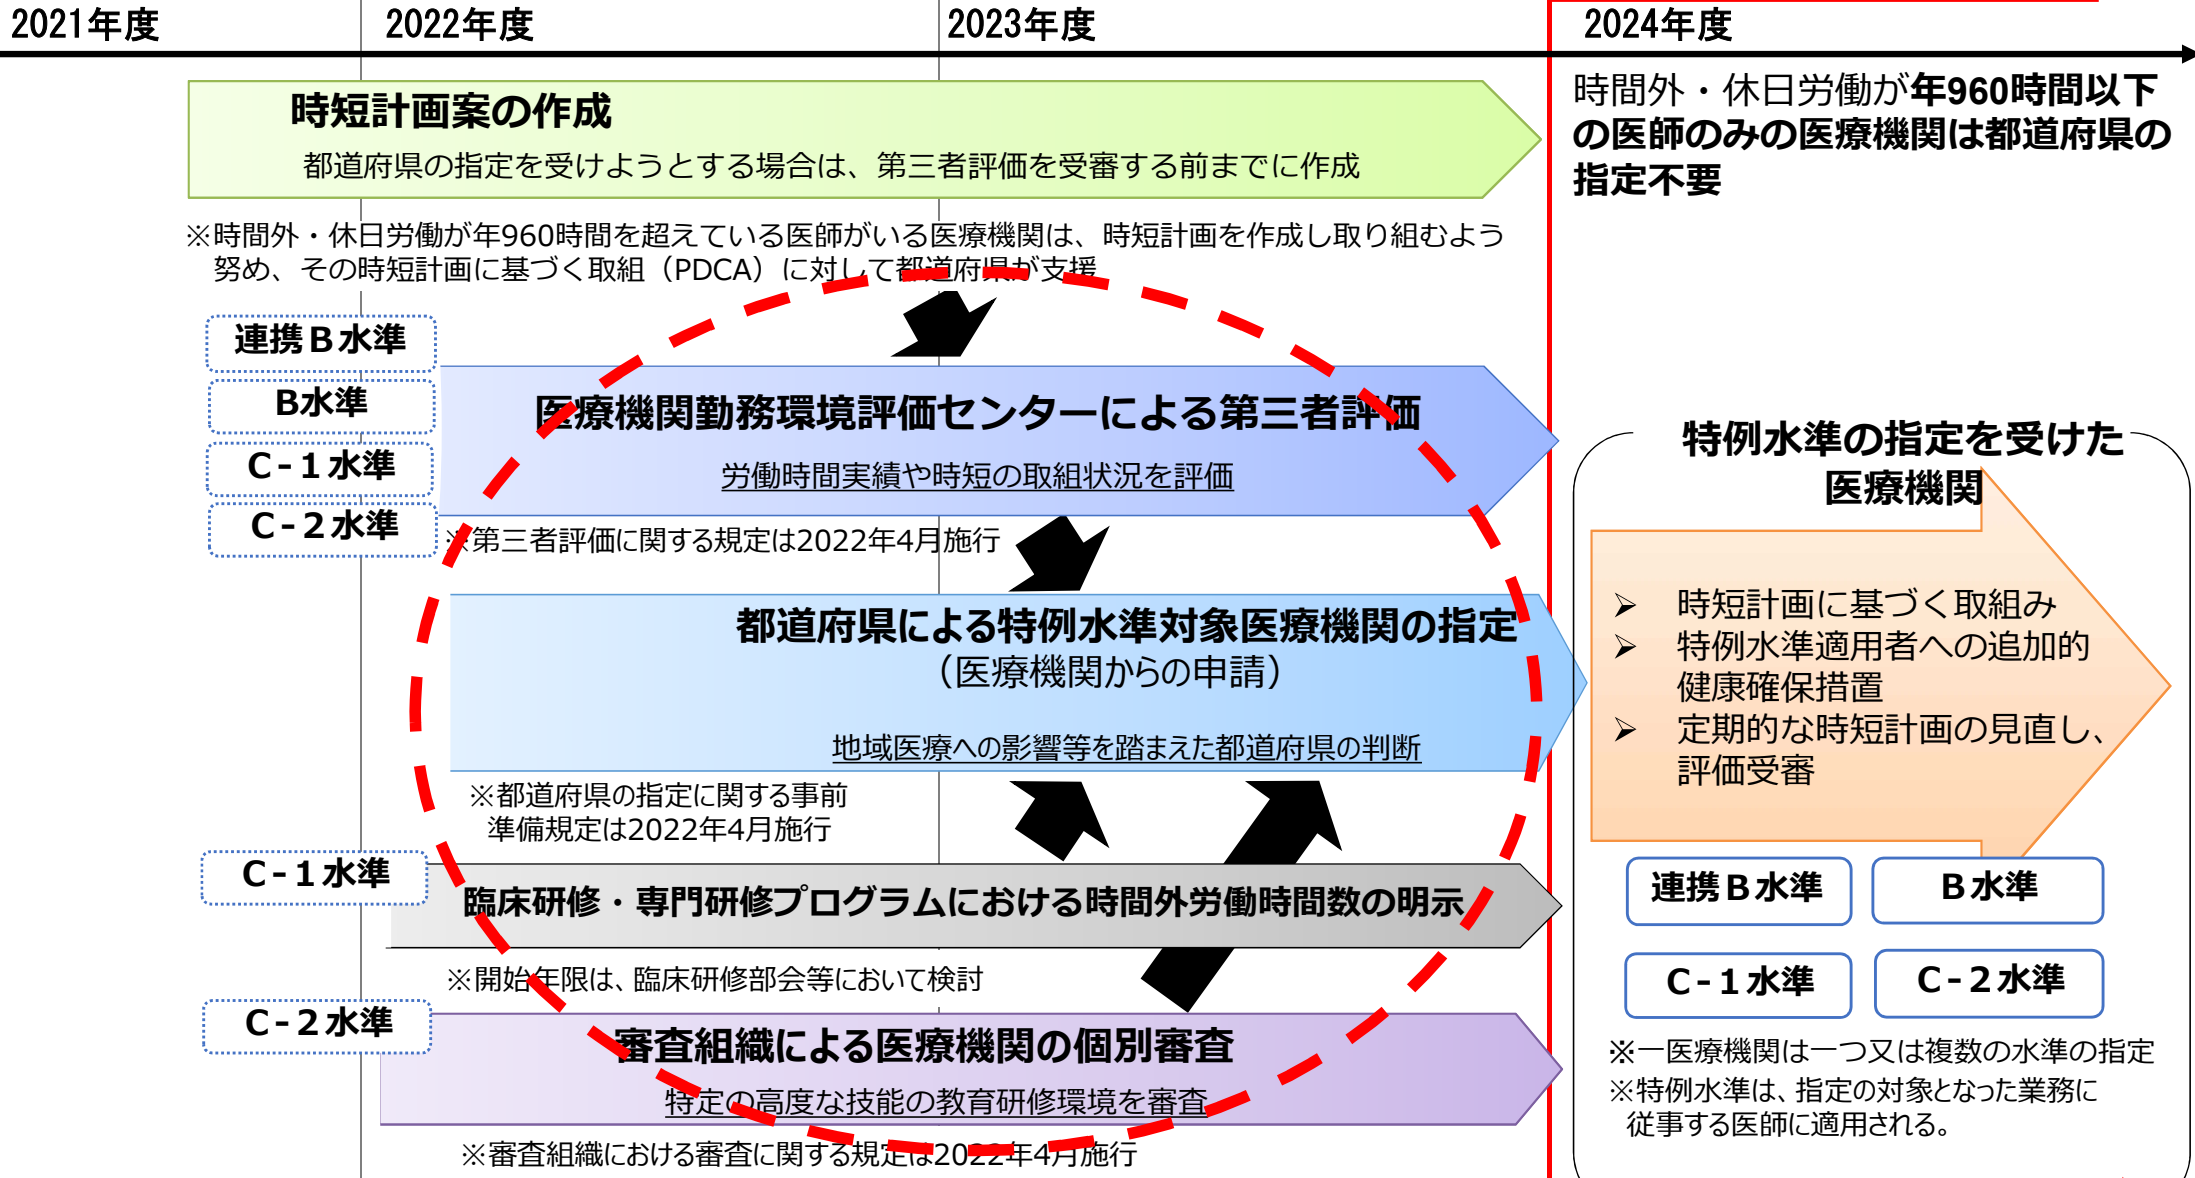 2021年度
2022年度
2023年度
2024年度
時短計画案の作成
都道府県の指定を受けようとする場合は、第三者評価を受審する前までに作成
※時間外・休日労働が年960時間を超えている医師がいる医療機関は、時短計画を作成し取り組むよう
努め、その時短計画に基づく取組（PDCA）に対して都道府県が支援
連携Ｂ水準
B水準
Ｃ-１水準
Ｃ-２水準
医療機関勤務環境評価センターによる第三者評価
労働時間実績や時短の取組状況を評価
※第三者評価に関する規定は2022年4月施行
都道府県による特例水準対象医療機関の指定
（医療機関からの申請）
地域医療への影響等を踏まえた都道府県の判断
※都道府県の指定に関する事前
準備規定は2022年4月施行
Ｃ-１水準
臨床研修・専門研修プログラムにおける時間外労働時間数の明示
※開始年限は、臨床研修部会等において検討
Ｃ-２水準
審査組織による医療機関の個別審査
特定の高度な技能の教育研修環境を審査
※審査組織における審査に関する規定は2022年4月施行
時間外・休日労働が年960時間以下
の医師のみの医療機関は都道府県の
指定不要
特例水準の指定を受けた
医療機関
➢ 時短計画に基づく取組み
➢ 特例水準適用者への追加的
健康確保措置
➢ 定期的な時短計画の見直し、
評価受審
連携Ｂ水準
Ｂ水準
Ｃ-１水準
Ｃ-２水準
※一医療機関は一つ又は複数の水準の指定
※特例水準は、指定の対象となった業務に
従事する医師に適用される。